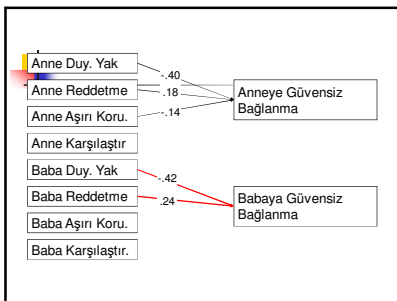 Anne Duy. Yak
Anne Reddetme
Anne Aşırı Koru.
Anne Karşılaştır
Baba Duy. Yak
Baba Reddetme
Baba Aşırı Koru.
Baba Karşılaştır.
-.40
.18
-.14
-.42
.24
Anneye Güvensiz
Bağlanma
Babaya Güvensiz
Bağlanma